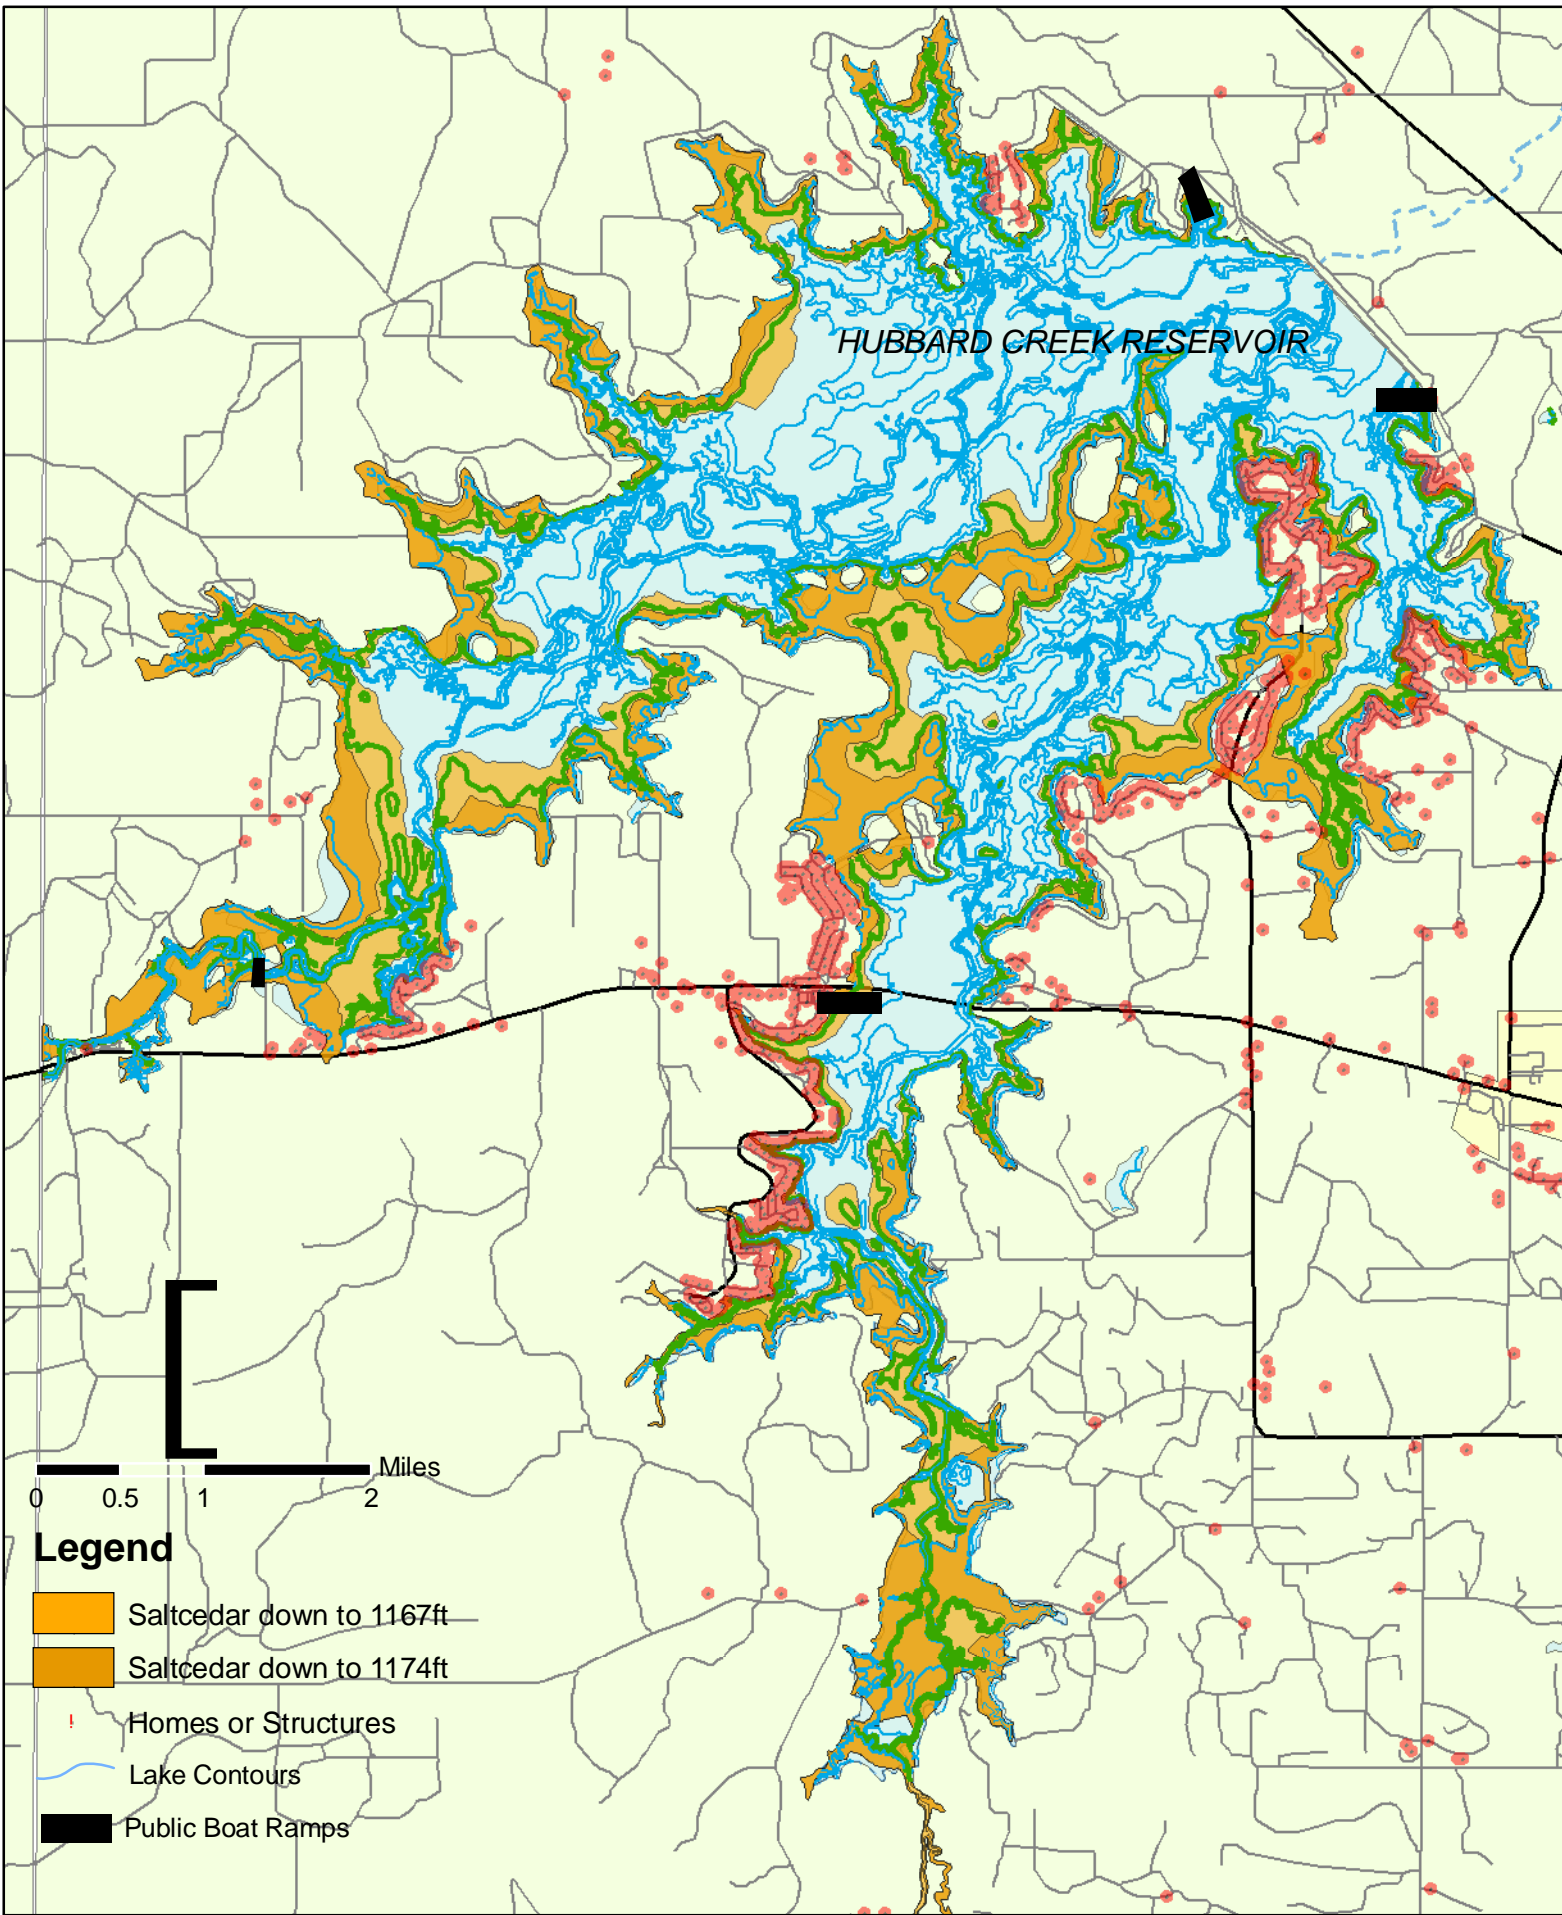 HUBBARD CREEK RESERVOIR
Miles
0 0.5 1 2
Legend
Saltcedar down to 1167ft
Saltcedar down to 1174ft
Homes or Structures
Lake Contours
Public Boat Ramps